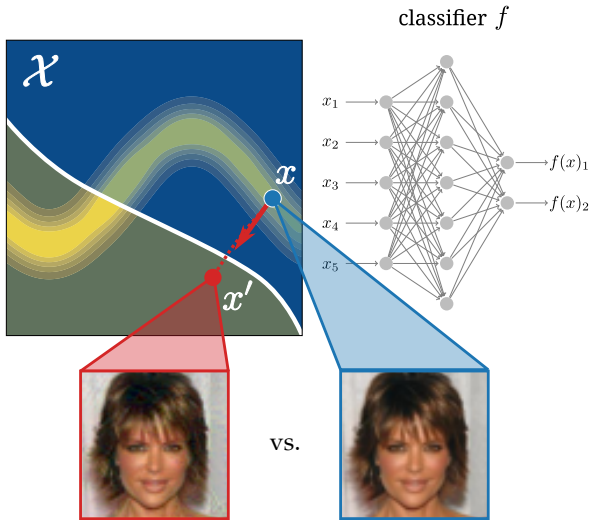 classifier f
𝒳
x
x′
x₁
x₂
x₃
x₄
x₅
f(x)₁
f(x)₂
vs.